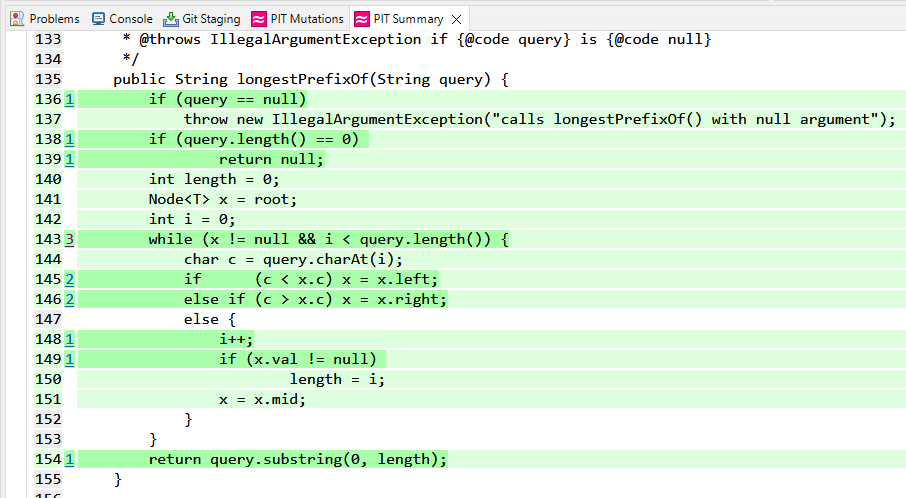 Problems Console Git Staging PIT Mutations PIT Summary
133 * @throws IllegalArgumentException if {@code query} is {@code null}
134 */
135 public String longestPrefixOf(String query) {
136 1 if (query == null)
137 throw new IllegalArgumentException("calls longestPrefixOf() with null argument");
138 1 if (query.length() == 0)
139 1 return null;
140 int length = 0;
141 Node<T> x = root;
142 int i = 0;
143 3 while (x != null && i < query.length()) {
144 char c = query.charAt(i);
145 2 if (c < x.c) x = x.left;
146 2 else if (c > x.c) x = x.right;
147 else {
148 1 i++;
149 1 if (x.val != null)
150 length = i;
151 x = x.mid;
152 }
153 }
154 1 return query.substring(0, length);
155 }